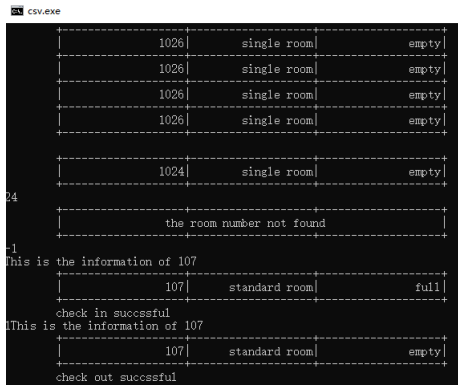 csv.exe
1026| single room| empty|
1026| single room| empty|
1026| single room| empty|
1026| single room| empty|
1024| single room| empty|
24
the room number not found
-1
This is the information of 107
107| standard room| full|
check in succssful
1This is the information of 107
107| standard room| empty|
check out succssful